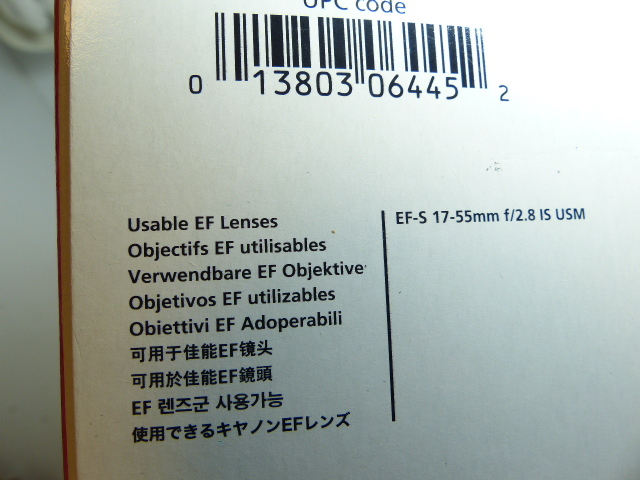 UPC code
0 13803 06445 2
Usable EF Lenses
Objectifs EF utilisables
Verwendbare EF Objektive
Objetivos EF utilizables
Obiettivi EF Adoperabili
可用于佳能EF镜头
可用於佳能EF鏡頭
EF 렌즈군 사용가능
使用できるキヤノンEFレンズ
EF-S 17-55mm f/2.8 IS USM